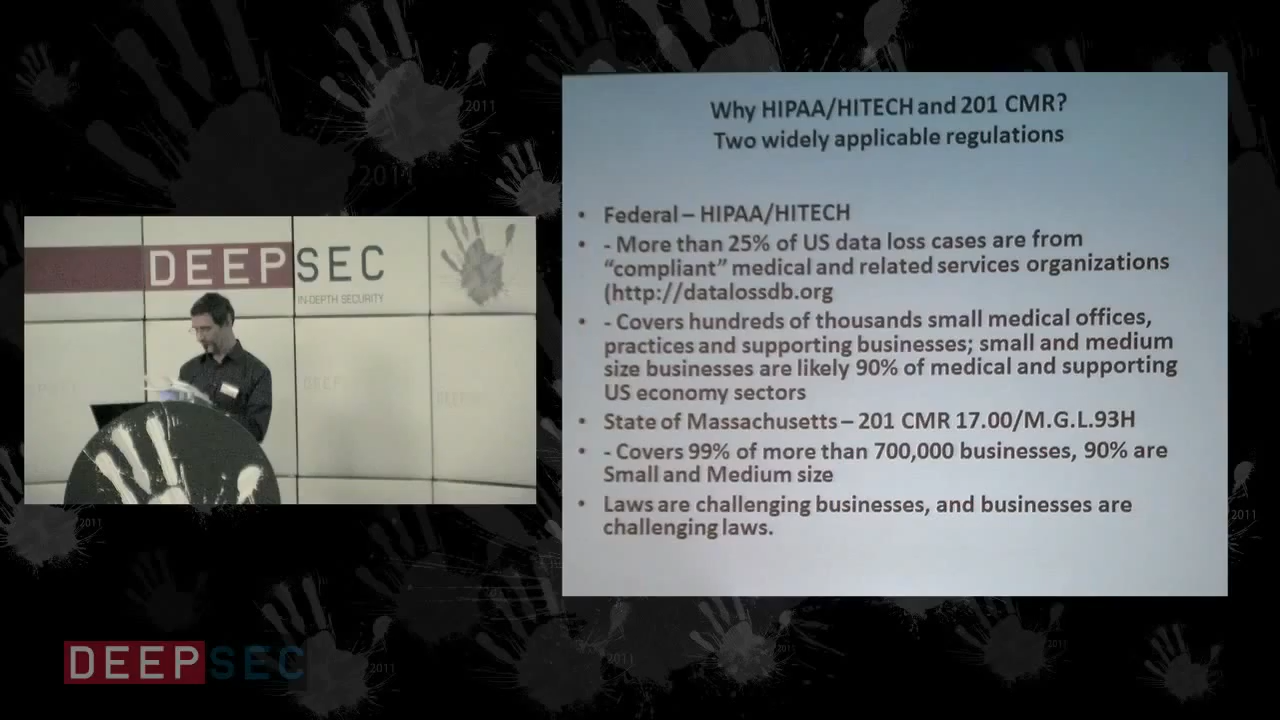 Why HIPAA/HITECH and 201 CMR?
Two widely applicable regulations
• Federal – HIPAA/HITECH
• - More than 25% of US data loss cases are from
“compliant” medical and related services organizations
(http://datalossdb.org
• - Covers hundreds of thousands small medical offices,
practices and supporting businesses; small and medium
size businesses are likely 90% of medical and supporting
US economy sectors
• State of Massachusetts – 201 CMR 17.00/M.G.L.93H
• - Covers 99% of more than 700,000 businesses, 90% are
Small and Medium size
• Laws are challenging businesses, and businesses are
challenging laws.
DEEPSEC
IN-DEPTH SECURITY
DEEPSEC
2011
2011
2011
2011
2011
2011